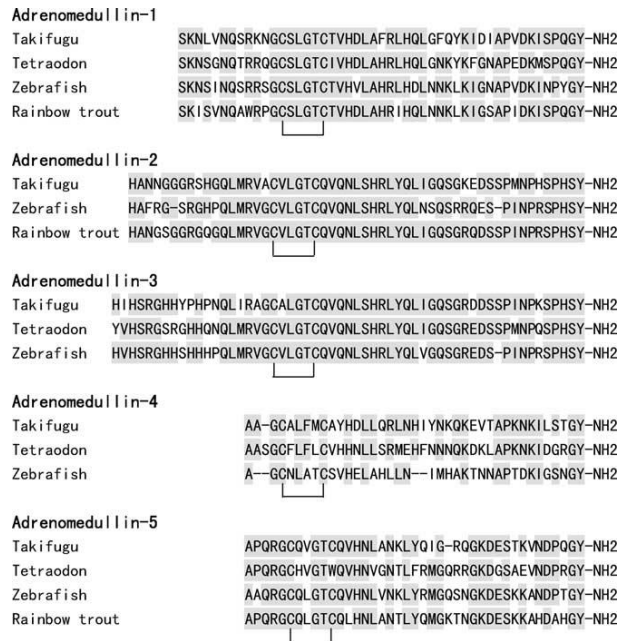 Adrenomedullin-1
Takifugu SKNLVNQSRKNGCSLGTCTVHDLAFRLHQLGFQYKIDIAPVDKISPQGY-NH2
Tetraodon SKNSGNQTRRQGCSLGTCIVHDLAHRLHQLGNKYKFGNAPEDKMSPQGY-NH2
Zebrafish SKNSINQSRRSGCSLGTCTVHVLAHRLHDLNNKLKIGNAPVDKINPYGY-NH2
Rainbow trout SKISVNQAWRPGCSLGTCTVHDLAHRIHQLNNKLKIGSAPIDKISPQGY-NH2
Adrenomedullin-2
Takifugu HANNGGGRSHGQLMRVACVLGTCQVQNLSHRLYQLIGQSGKEDSSPMNPHSPHSY-NH2
Zebrafish HAFRG-SRGHPQLMRVGCVLGTCQVQNLSHRLYQLNSQSRRQES-PINPRSPHSY-NH2
Rainbow trout HANGSGGRGQGQLMRVGCVLGTCQVQNLSHRLYQLIGQSGRQDSSPINPRSPHSY-NH2
Adrenomedullin-3
Takifugu HIHSRGHHYPHPNQLIRAGCALGTCQVQNLSHRLYQLIGQSGRDDSSPINPKSPHSY-NH2
Tetraodon YVHSRGSRGHHQNQLMRVGCVLGTCQVQNLSHRLYQLIGQSGREDSSPMNPQSPHSY-NH2
Zebrafish HVHSRGHHSHHHPQLMRVGCVLGTCQVQNLSHRLYQLVGQSGREDS-PINPRSPHSY-NH2
Adrenomedullin-4
Takifugu AA-GCALFMCAYHDLLQRLNHIYNKQKEVTAPKNKILSTGY-NH2
Tetraodon AASGCFLFLCVHHNLLSRMEHFNNNQKDKLAPKNKIDGRGY-NH2
Zebrafish A--GCNLATCSVHELAHLLN--IMHAKTNNAPTDKIGSNGY-NH2
Adrenomedullin-5
Takifugu APQRGCQVGTCQVHNLANKLYQIG-RQGKDESTKVNDPQGY-NH2
Tetraodon APQRGCHVGTWQVHNVGNTLFRMGQRRGKDGSAEVNDPRGY-NH2
Zebrafish AAQRGCQLGTCQVHNLVNKLYRMGQSNGKDESKKANDPTGY-NH2
Rainbow trout APQRGCQLGTCQLHNLANTLYQMGKTNGKDESKKAHDAHGY-NH2